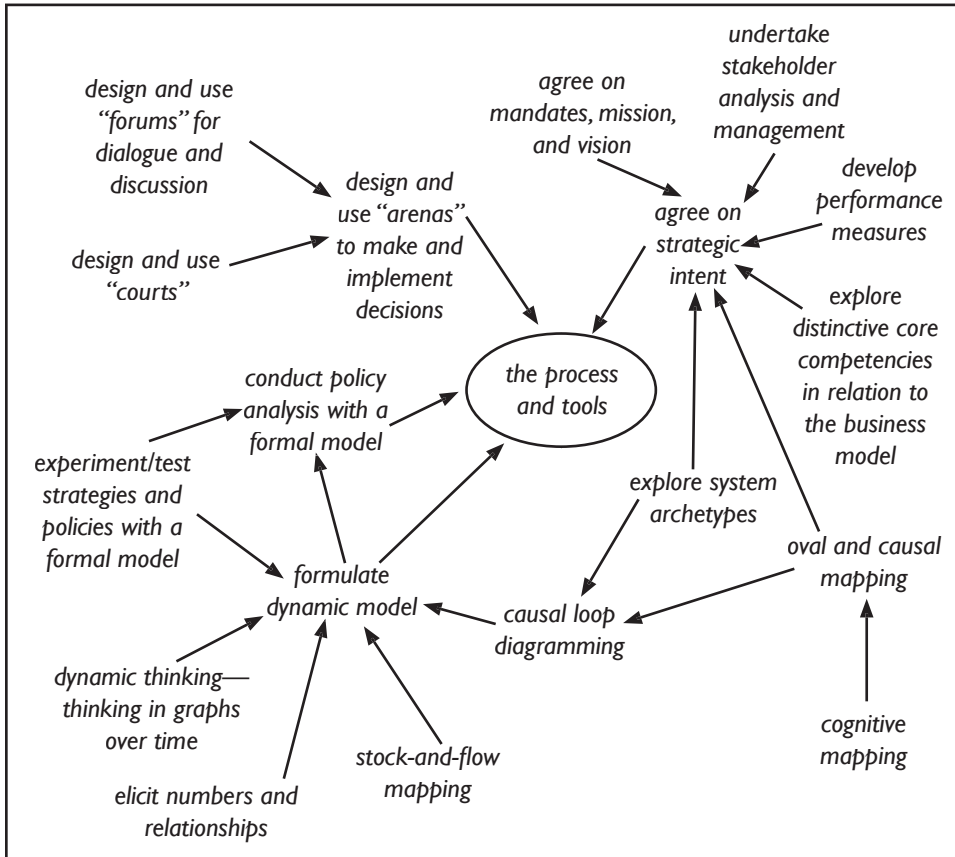 undertake
stakeholder
analysis and
management
agree on
mandates, mission,
and vision
design and use
“forums” for
dialogue and
discussion
develop
performance
measures
design and
use “arenas”
to make and
implement
decisions
agree on
strategic
intent
design and use
“courts”
explore
distinctive core
competencies
in relation to
the business
model
the process
and tools
conduct policy
analysis with a
formal model
experiment/test
strategies and
policies with a
formal model
explore system
archetypes
oval and causal
mapping
formulate
dynamic model
causal loop
diagramming
dynamic thinking—
thinking in graphs
over time
stock-and-flow
mapping
cognitive
mapping
elicit numbers and
relationships